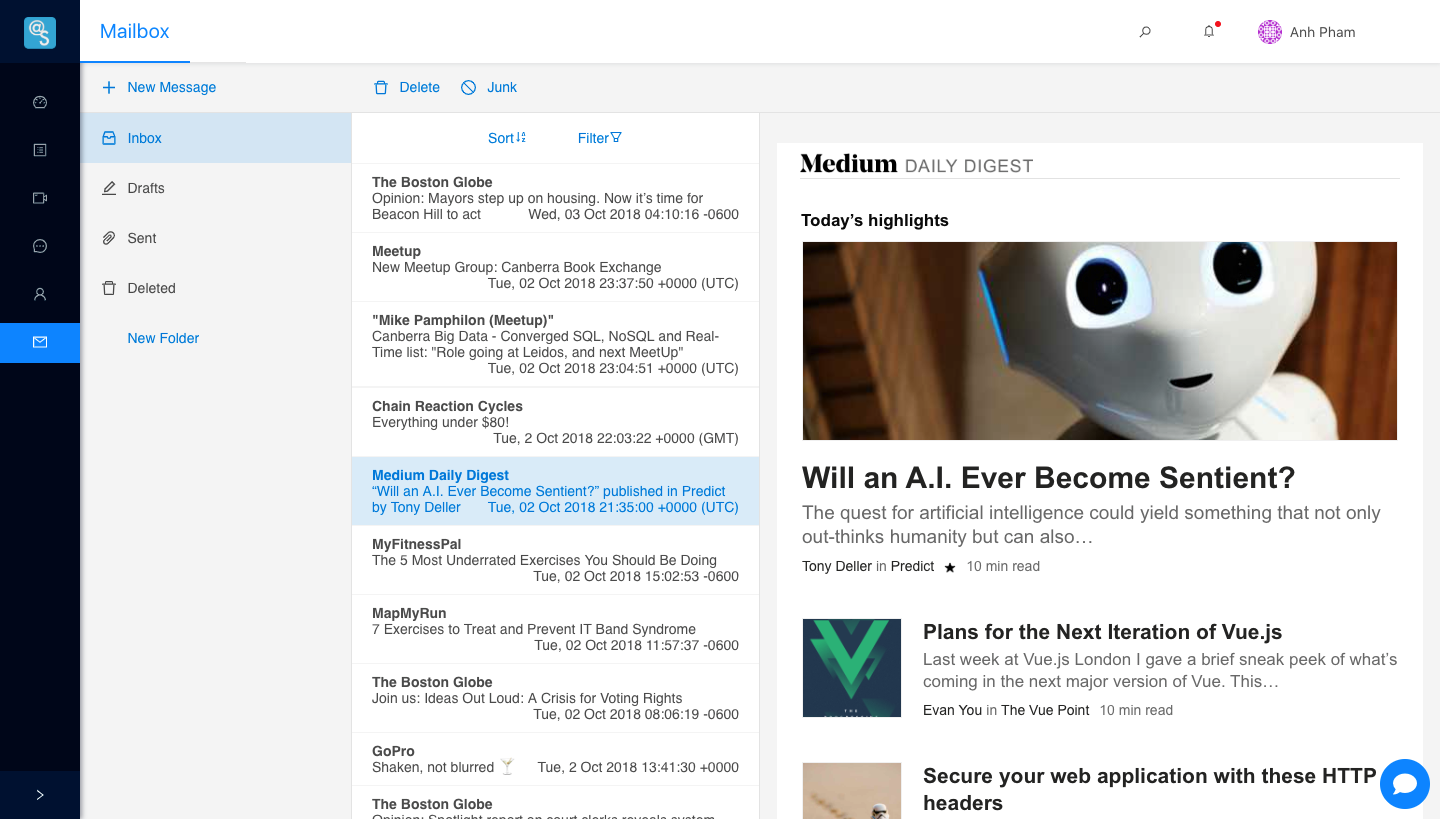 @S
Mailbox
Anh Pham
New Message
Delete
Junk
Inbox
Drafts
Sent
Deleted
New Folder
Sort
Filter
The Boston Globe
Opinion: Mayors step up on housing. Now it’s time for
Beacon Hill to act Wed, 03 Oct 2018 04:10:16 -0600
Meetup
New Meetup Group: Canberra Book Exchange
Tue, 02 Oct 2018 23:37:50 +0000 (UTC)
"Mike Pamphilon (Meetup)"
Canberra Big Data - Converged SQL, NoSQL and Real-
Time list: "Role going at Leidos, and next MeetUp"
Tue, 02 Oct 2018 23:04:51 +0000 (UTC)
Chain Reaction Cycles
Everything under $80!
Tue, 2 Oct 2018 22:03:22 +0000 (GMT)
Medium Daily Digest
“Will an A.I. Ever Become Sentient?” published in Predict
by Tony Deller Tue, 02 Oct 2018 21:35:00 +0000 (UTC)
MyFitnessPal
The 5 Most Underrated Exercises You Should Be Doing
Tue, 02 Oct 2018 15:02:53 -0600
MapMyRun
7 Exercises to Treat and Prevent IT Band Syndrome
Tue, 02 Oct 2018 11:57:37 -0600
The Boston Globe
Join us: Ideas Out Loud: A Crisis for Voting Rights
Tue, 02 Oct 2018 08:06:19 -0600
GoPro
Shaken, not blurred 🍸 Tue, 2 Oct 2018 13:41:30 +0000
The Boston Globe
Opinion: Spotlight report on court clerks reveals system
Medium DAILY DIGEST
Today’s highlights
Will an A.I. Ever Become Sentient?
The quest for artificial intelligence could yield something that not only
out-thinks humanity but can also…
Tony Deller in Predict ★ 10 min read
THE
Plans for the Next Iteration of Vue.js
Last week at Vue.js London I gave a brief sneak peek of what’s
coming in the next major version of Vue. This…
Evan You in The Vue Point 10 min read
Secure your web application with these HTTP
headers